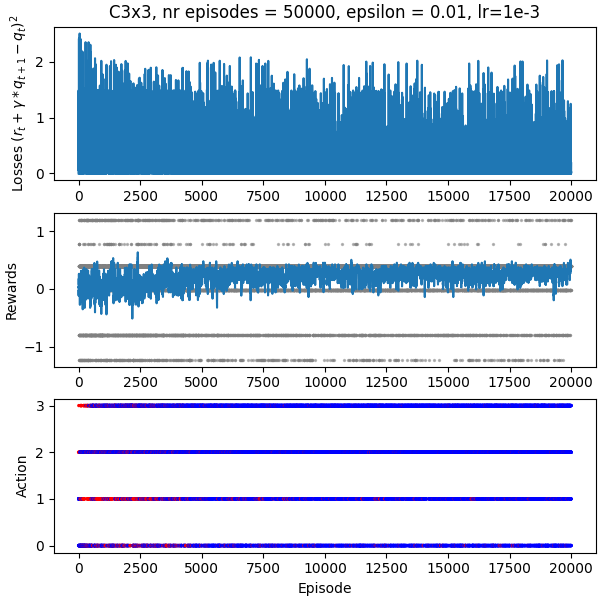 C3x3, nr episodes = 50000, epsilon = 0.01, lr=1e-3
Losses $(r_t + \gamma * q_{t+1} - q_t)^2$
2
1
0
0 2500 5000 7500 10000 12500 15000 17500 20000
Rewards
1
0
−1
0 2500 5000 7500 10000 12500 15000 17500 20000
Action
3
2
1
0
0 2500 5000 7500 10000 12500 15000 17500 20000
Episode